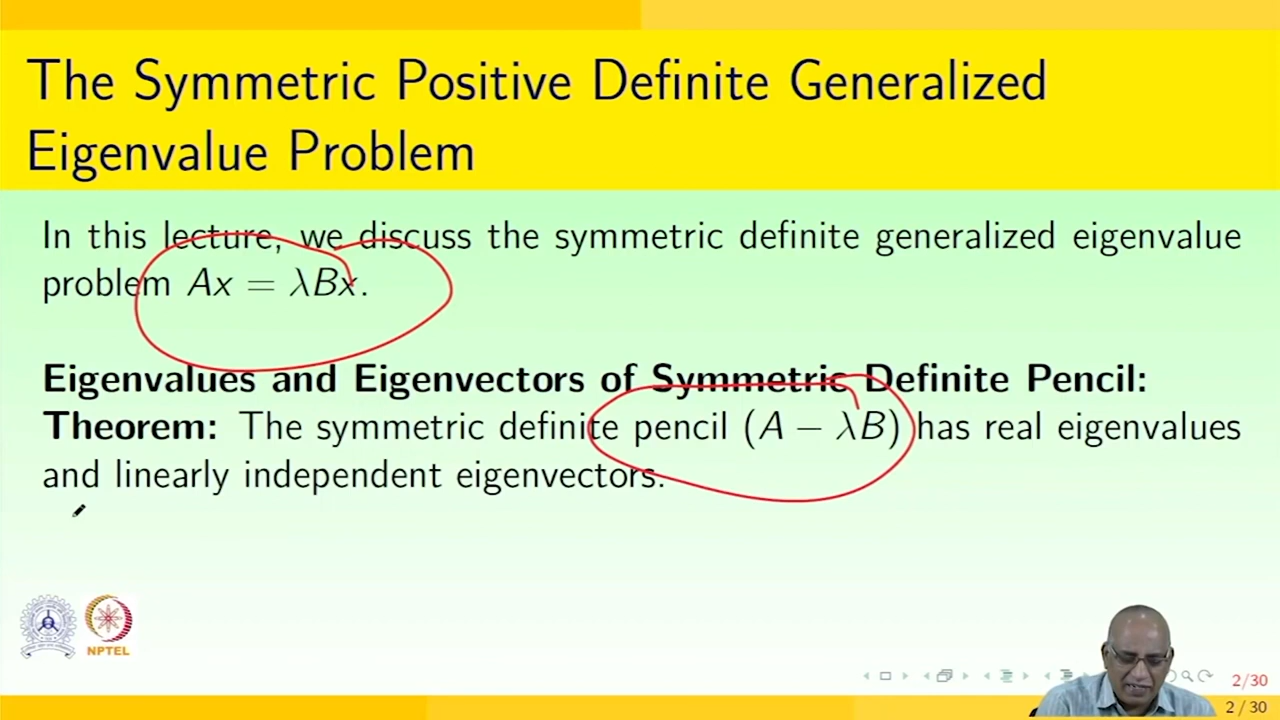 The Symmetric Positive Definite Generalized
Eigenvalue Problem
In this lecture, we discuss the symmetric definite generalized eigenvalue
problem Ax = λBx.
Eigenvalues and Eigenvectors of Symmetric Definite Pencil:
Theorem: The symmetric definite pencil (A − λB) has real eigenvalues
and linearly independent eigenvectors.
NPTEL
2/30
2 / 30